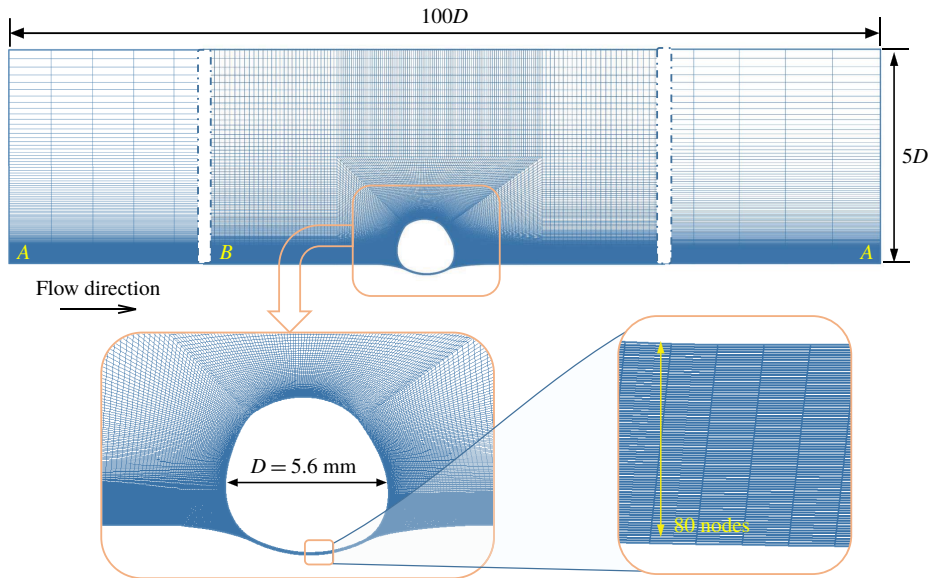 100D
5D
A
B
A
Flow direction
D = 5.6 mm
80 nodes